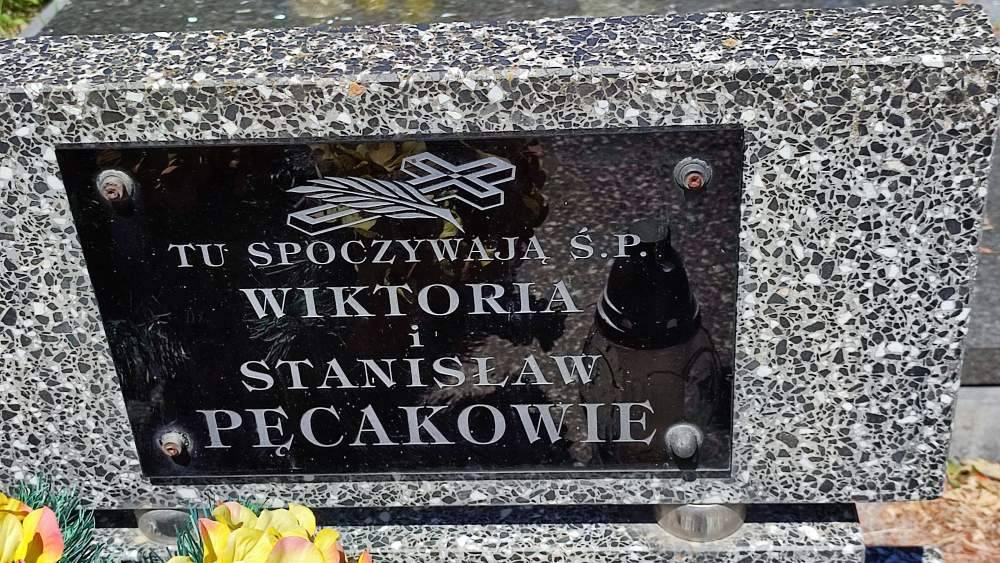 TU SPOCZYWAJĄ Ś.P.
WIKTORIA
i
STANISŁAW
PĘCAKOWIE